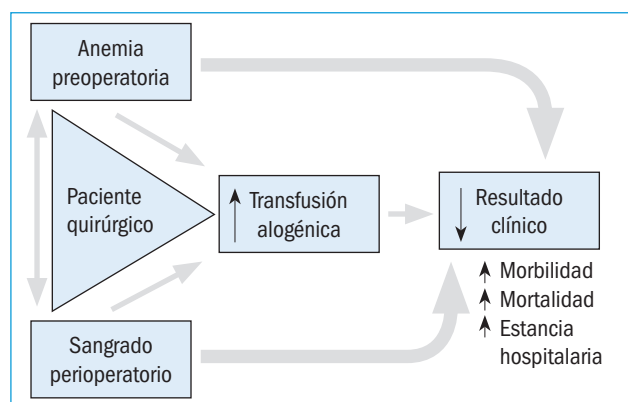 Anemia
preoperatoria
Paciente
quirúrgico
Transfusión
alogénica
Resultado
clínico
Morbilidad
Mortalidad
Estancia
hospitalaria
Sangrado
perioperatorio